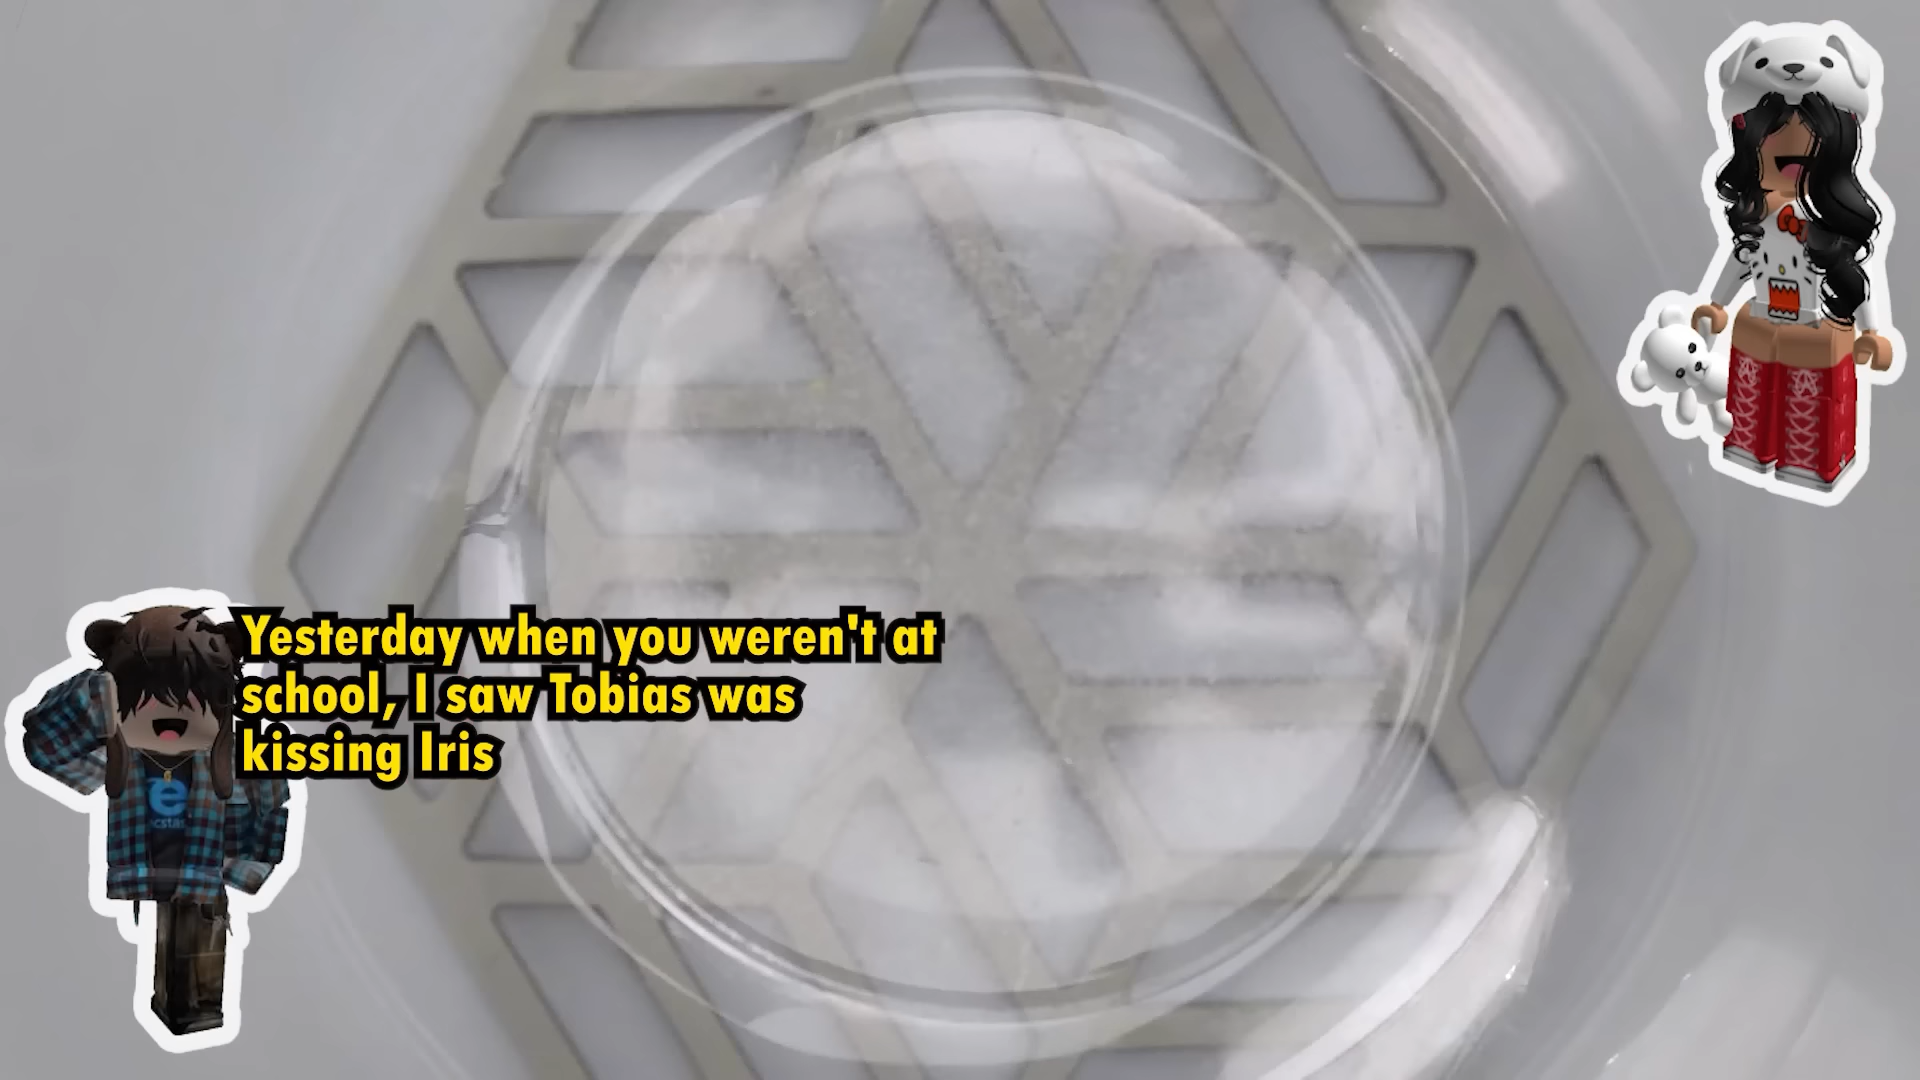 Yesterday when you weren't at
school, I saw Tobias was
kissing Iris
e